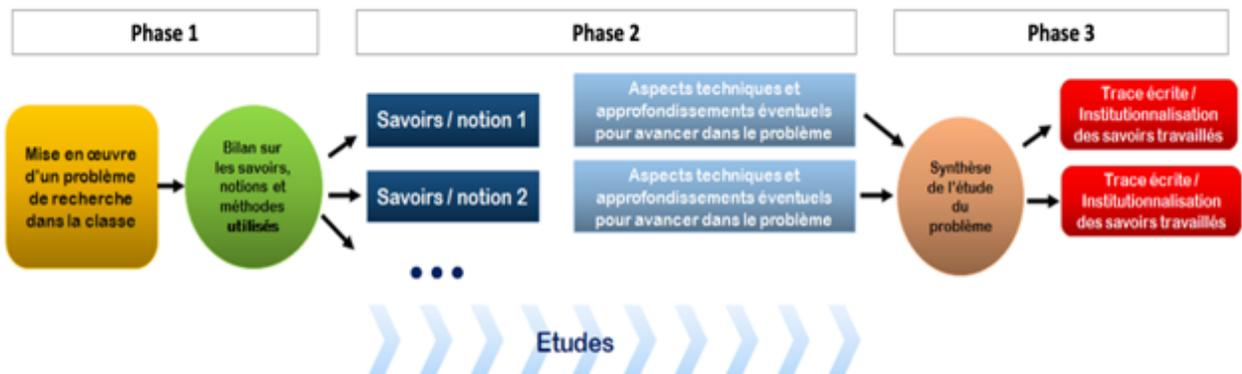 Phase 1
Phase 2
Phase 3
Mise en œuvre
d'un problème
de recherche
dans la classe
Bilan sur
les savoirs,
notions et
méthodes
utilisés
Savoirs / notion 1
Savoirs / notion 2
...
Aspects techniques et
approfondissements éventuels
pour avancer dans le problème
Aspects techniques et
approfondissements éventuels
pour avancer dans le problème
Synthèse
de l'étude
du
problème
Trace écrite /
Institutionnalisation
des savoirs travaillés
Trace écrite /
Institutionnalisation
des savoirs travaillés
Etudes